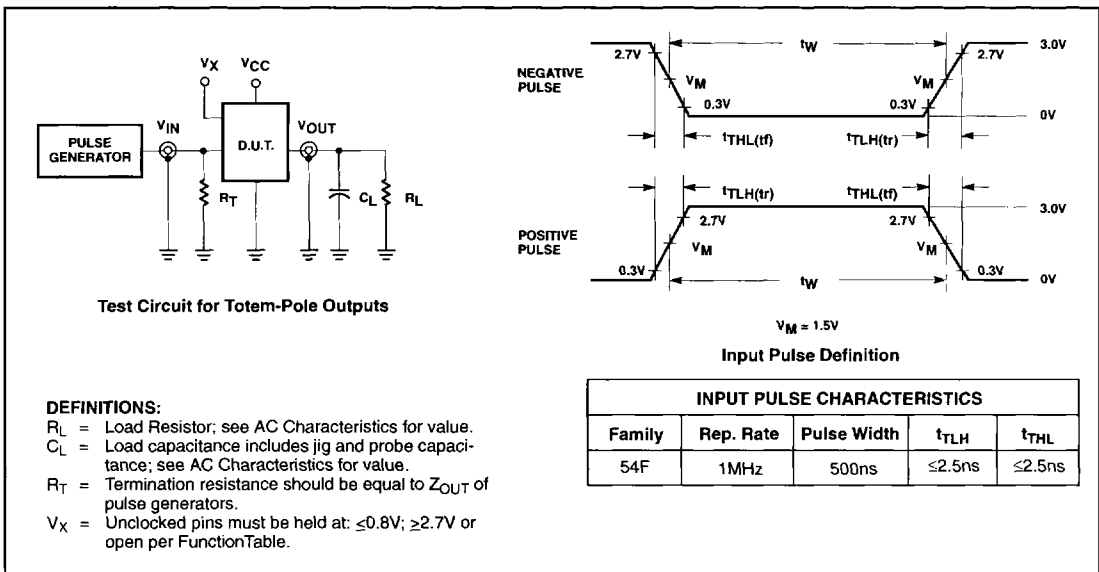 VX
VCC
VIN
VOUT
PULSE
GENERATOR
D.U.T.
RT
CL
RL
Test Circuit for Totem-Pole Outputs
NEGATIVE
PULSE
2.7V
tW
2.7V
3.0V
VM
VM
0.3V
0.3V
0V
tTHL(tf)
tTLH(tr)
tTLH(tr)
tTHL(tf)
POSITIVE
PULSE
2.7V
2.7V
3.0V
VM
VM
0.3V
tW
0.3V
0V
VM = 1.5V
Input Pulse Definition
DEFINITIONS:
RL = Load Resistor; see AC Characteristics for value.
CL = Load capacitance includes jig and probe capaci-
tance; see AC Characteristics for value.
RT = Termination resistance should be equal to ZOUT of
pulse generators.
VX = Unclocked pins must be held at: ≤0.8V; ≥2.7V or
open per FunctionTable.
INPUT PULSE CHARACTERISTICS
Family Rep. Rate Pulse Width tTLH tTHL
54F 1MHz 500ns ≤2.5ns ≤2.5ns